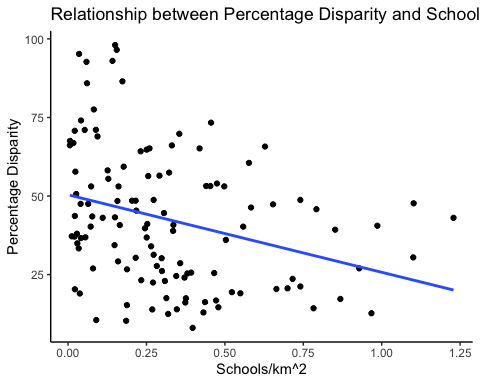 Relationship between Percentage Disparity and School
Percentage Disparity
100
75
50
25
0.00 0.25 0.50 0.75 1.00 1.25
Schools/km^2